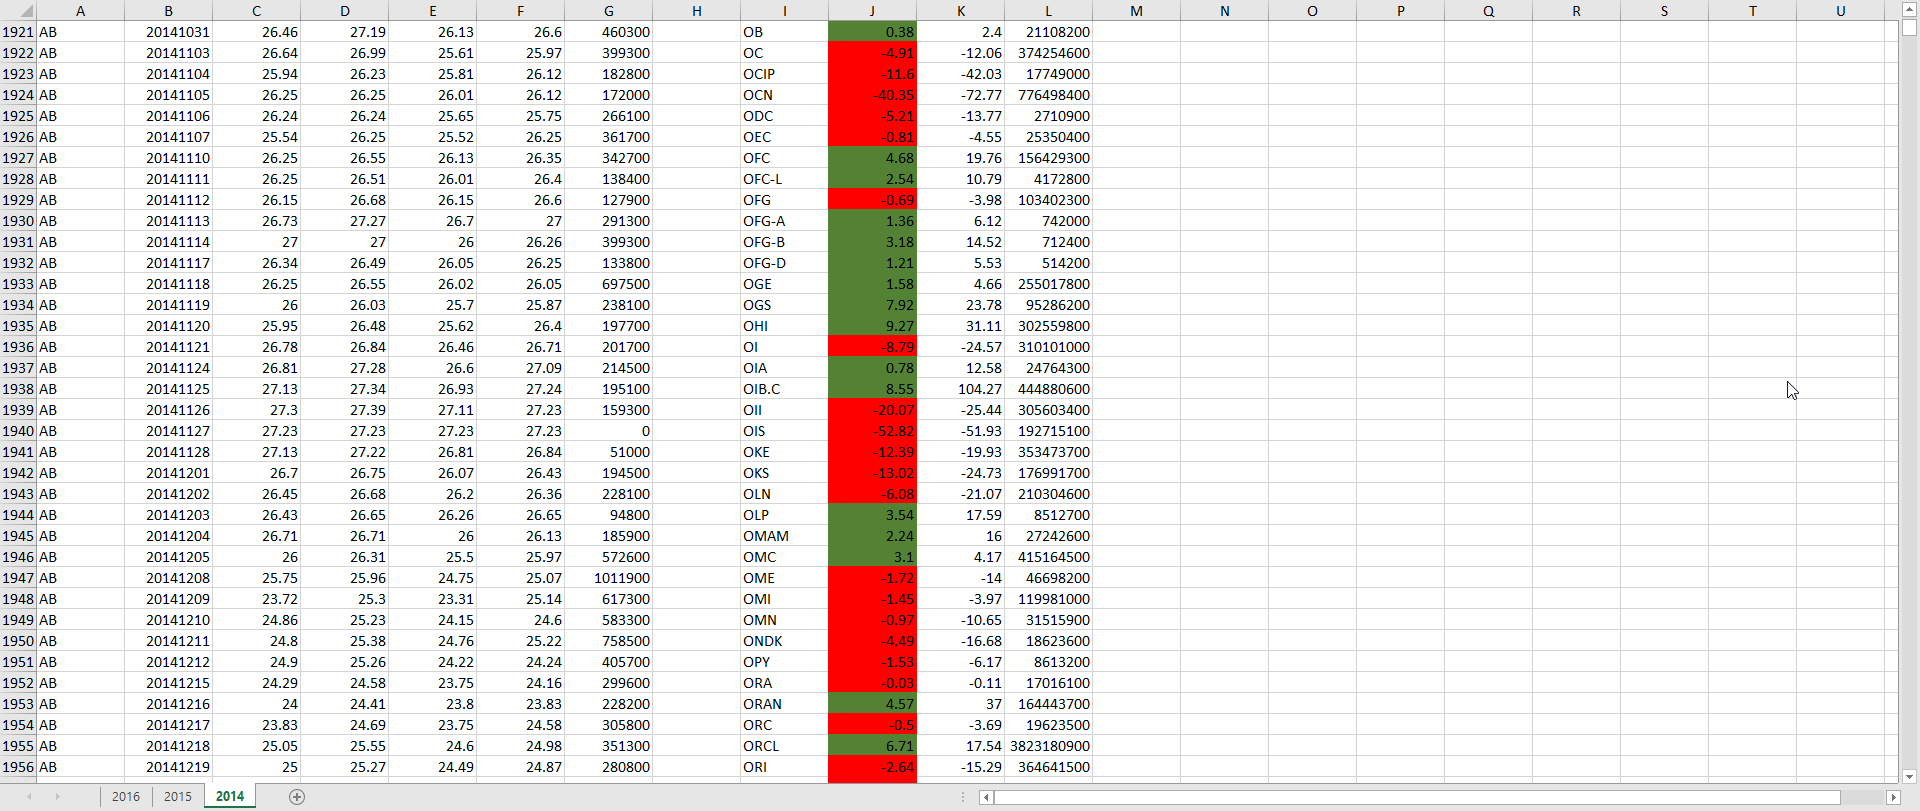 A B C D E F G H I J K L M N O P Q R S T U
1921 AB 20141031 26.46 27.19 26.13 26.6 460300 OB 0.38 2.4 21108200
1922 AB 20141103 26.64 26.99 25.61 25.97 399300 OC -4.91 -12.06 374254600
1923 AB 20141104 25.94 26.23 25.81 26.12 182800 OCIP -11.6 -42.03 17749000
1924 AB 20141105 26.25 26.25 26.01 26.12 172000 OCN -40.35 -72.77 776498400
1925 AB 20141106 26.24 26.24 25.65 25.75 266100 ODC -5.21 -13.77 2710900
1926 AB 20141107 25.54 26.25 25.52 26.25 361700 OEC -0.81 -4.55 25350400
1927 AB 20141110 26.25 26.55 26.13 26.35 342700 OFC 4.68 19.76 156429300
1928 AB 20141111 26.25 26.51 26.01 26.4 138400 OFC-L 2.54 10.79 4172800
1929 AB 20141112 26.15 26.68 26.15 26.6 127900 OFG -0.69 -3.98 103402300
1930 AB 20141113 26.73 27.27 26.7 27 291300 OFG-A 1.36 6.12 742000
1931 AB 20141114 27 27 26 26.26 399300 OFG-B 3.18 14.52 712400
1932 AB 20141117 26.34 26.49 26.05 26.25 133800 OFG-D 1.21 5.53 514200
1933 AB 20141118 26.25 26.55 26.02 26.05 697500 OGE 1.58 4.66 255017800
1934 AB 20141119 26 26.03 25.7 25.87 238100 OGS 7.92 23.78 95286200
1935 AB 20141120 25.95 26.48 25.62 26.4 197700 OHI 9.27 31.11 302559800
1936 AB 20141121 26.78 26.84 26.46 26.71 201700 OI -8.79 -24.57 310101000
1937 AB 20141124 26.81 27.28 26.6 27.09 214500 OIA 0.78 12.58 24764300
1938 AB 20141125 27.13 27.34 26.93 27.24 195100 OIB.C 8.55 104.27 444880600
1939 AB 20141126 27.3 27.39 27.11 27.23 159300 OII -20.07 -25.44 305603400
1940 AB 20141127 27.23 27.23 27.23 27.23 0 OIS -52.82 -51.93 192715100
1941 AB 20141128 27.13 27.22 26.81 26.84 51000 OKE -12.39 -19.93 353473700
1942 AB 20141201 26.7 26.75 26.07 26.43 194500 OKS -13.02 -24.73 176991700
1943 AB 20141202 26.45 26.68 26.2 26.36 228100 OLN -6.08 -21.07 210304600
1944 AB 20141203 26.43 26.65 26.26 26.65 94800 OLP 3.54 17.59 8512700
1945 AB 20141204 26.71 26.71 26 26.13 185900 OMAM 2.24 16 27242600
1946 AB 20141205 26 26.31 25.5 25.97 572600 OMC 3.1 4.17 415164500
1947 AB 20141208 25.75 25.96 24.75 25.07 1011900 OME -1.72 -14 46698200
1948 AB 20141209 23.72 25.3 23.31 25.14 617300 OMI -1.45 -3.97 119981000
1949 AB 20141210 24.86 25.23 24.15 24.6 583300 OMN -0.97 -10.65 31515900
1950 AB 20141211 24.8 25.38 24.76 25.22 758500 ONDK -4.49 -16.68 18623600
1951 AB 20141212 24.9 25.26 24.22 24.24 405700 OPY -1.53 -6.17 8613200
1952 AB 20141215 24.29 24.58 23.75 24.16 299600 ORA -0.03 -0.11 17016100
1953 AB 20141216 24 24.41 23.8 23.83 228200 ORAN 4.57 37 164443700
1954 AB 20141217 23.83 24.69 23.75 24.58 305800 ORC -0.5 -3.69 19623500
1955 AB 20141218 25.05 25.55 24.6 24.98 351300 ORCL 6.71 17.54 3823180900
1956 AB 20141219 25 25.27 24.49 24.87 280800 ORI -2.64 -15.29 364641500
2016 2015 2014